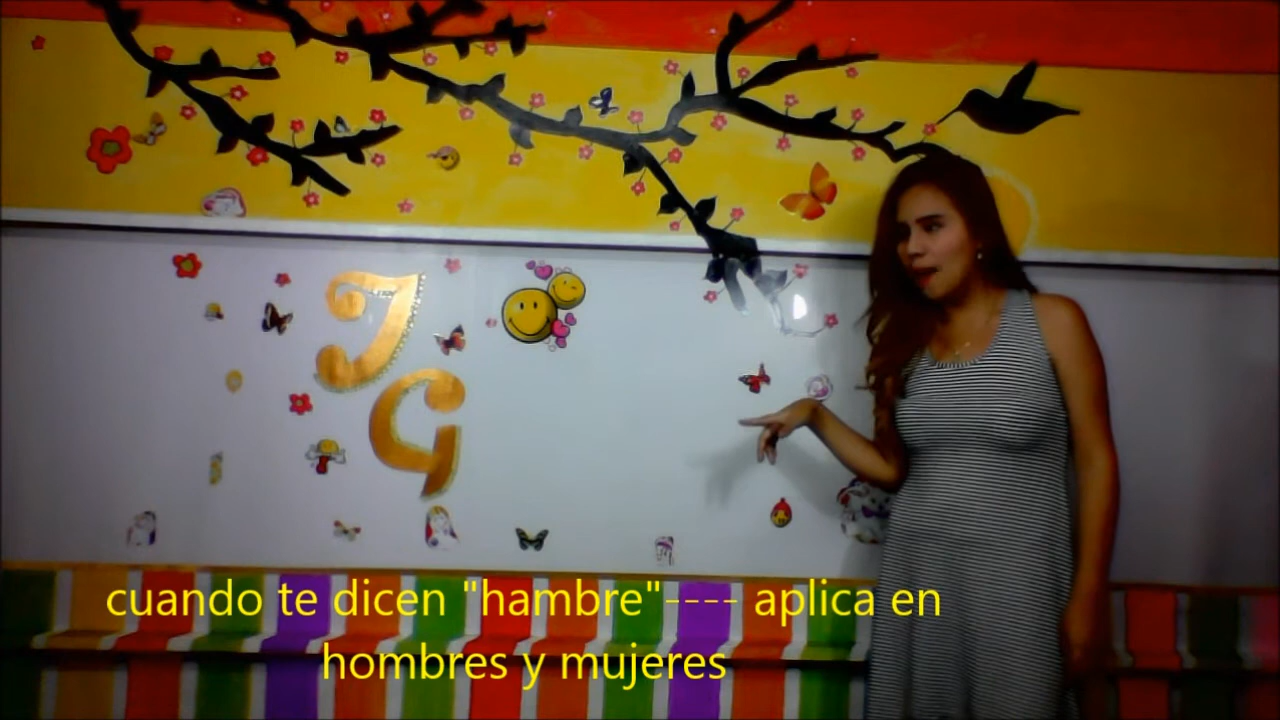 J
G
cuando te dicen "hambre"---- aplica en
hombres y mujeres